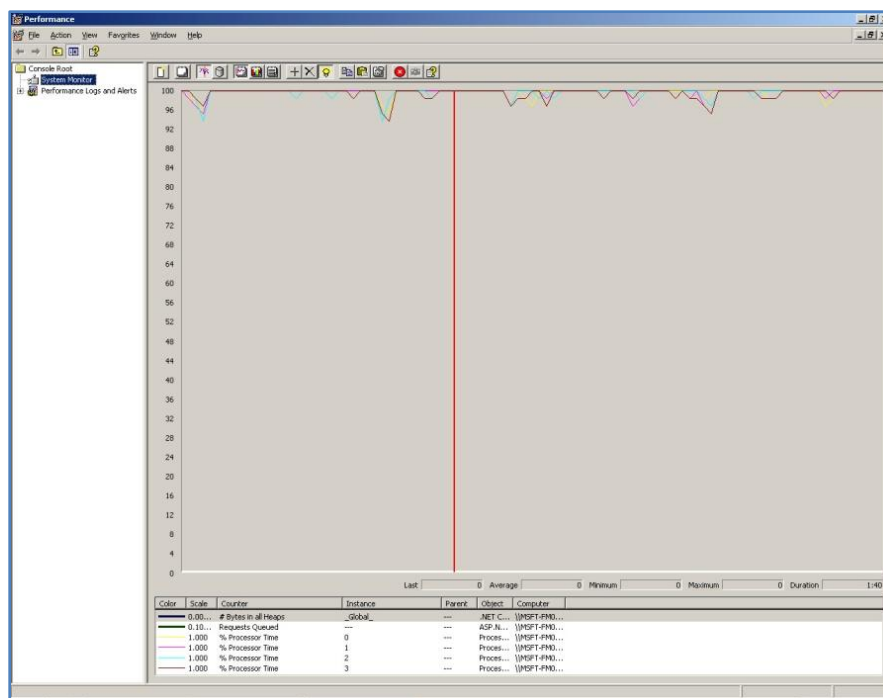 Performance
File Action View Favorites Window Help
Console Root
System Monitor
Performance Logs and Alerts
100
96
92
88
84
80
76
72
68
64
60
56
52
48
44
40
36
32
28
24
20
16
12
8
4
0
Last 0 Average 0 Minimum 0 Maximum 0 Duration 1:40
Color Scale Counter Instance Parent Object Computer
0.00... # Bytes in all Heaps _Global_ --- .NET C... \\MSFT-FM0...
0.10... Requests Queued --- --- ASP.N... \\MSFT-FM0...
1.000 % Processor Time 0 --- Proces... \\MSFT-FM0...
1.000 % Processor Time 1 --- Proces... \\MSFT-FM0...
1.000 % Processor Time 2 --- Proces... \\MSFT-FM0...
1.000 % Processor Time 3 --- Proces... \\MSFT-FM0...